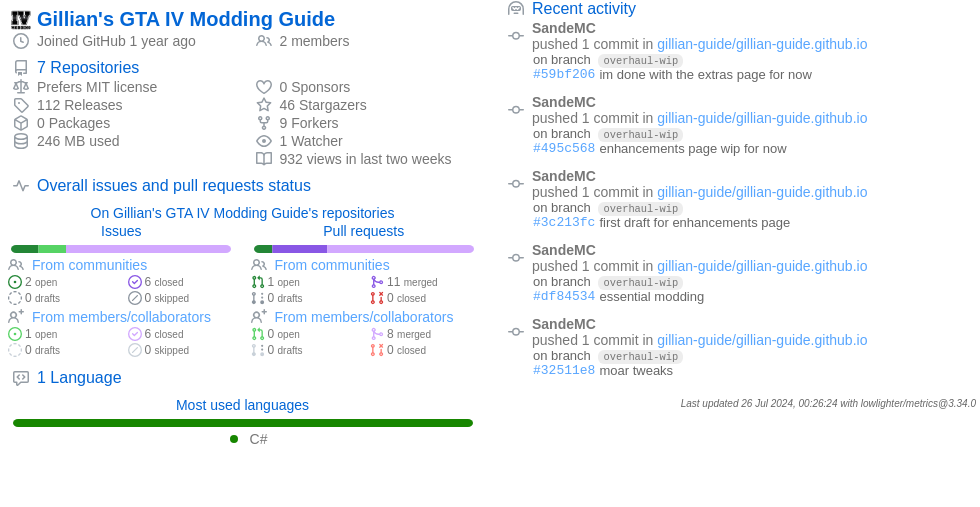 Gillian's GTA IV Modding Guide
Joined GitHub 1 year ago
2 members
7 Repositories
Prefers MIT license
112 Releases
0 Packages
246 MB used
0 Sponsors
46 Stargazers
9 Forkers
1 Watcher
932 views in last two weeks
Overall issues and pull requests status
On Gillian's GTA IV Modding Guide's repositories
Issues
From communities
2 open
6 closed
0 drafts
0 skipped
From members/collaborators
1 open
6 closed
0 drafts
0 skipped
Pull requests
From communities
1 open
11 merged
0 drafts
0 closed
From members/collaborators
0 open
8 merged
0 drafts
0 closed
1 Language
Most used languages
C#
Recent activity
SandeMC
pushed 1 commit in gillian-guide/gillian-guide.github.io
on branch overhaul-wip
#59bf206 im done with the extras page for now
SandeMC
pushed 1 commit in gillian-guide/gillian-guide.github.io
on branch overhaul-wip
#495c568 enhancements page wip for now
SandeMC
pushed 1 commit in gillian-guide/gillian-guide.github.io
on branch overhaul-wip
#3c213fc first draft for enhancements page
SandeMC
pushed 1 commit in gillian-guide/gillian-guide.github.io
on branch overhaul-wip
#df84534 essential modding
SandeMC
pushed 1 commit in gillian-guide/gillian-guide.github.io
on branch overhaul-wip
#32511e8 moar tweaks
Last updated 26 Jul 2024, 00:26:24 with lowlighter/metrics@3.34.0